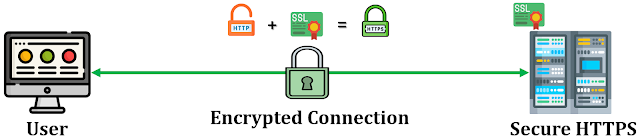 HTTP + SSL = HTTPS
SSL
User
Encrypted Connection
Secure HTTPS